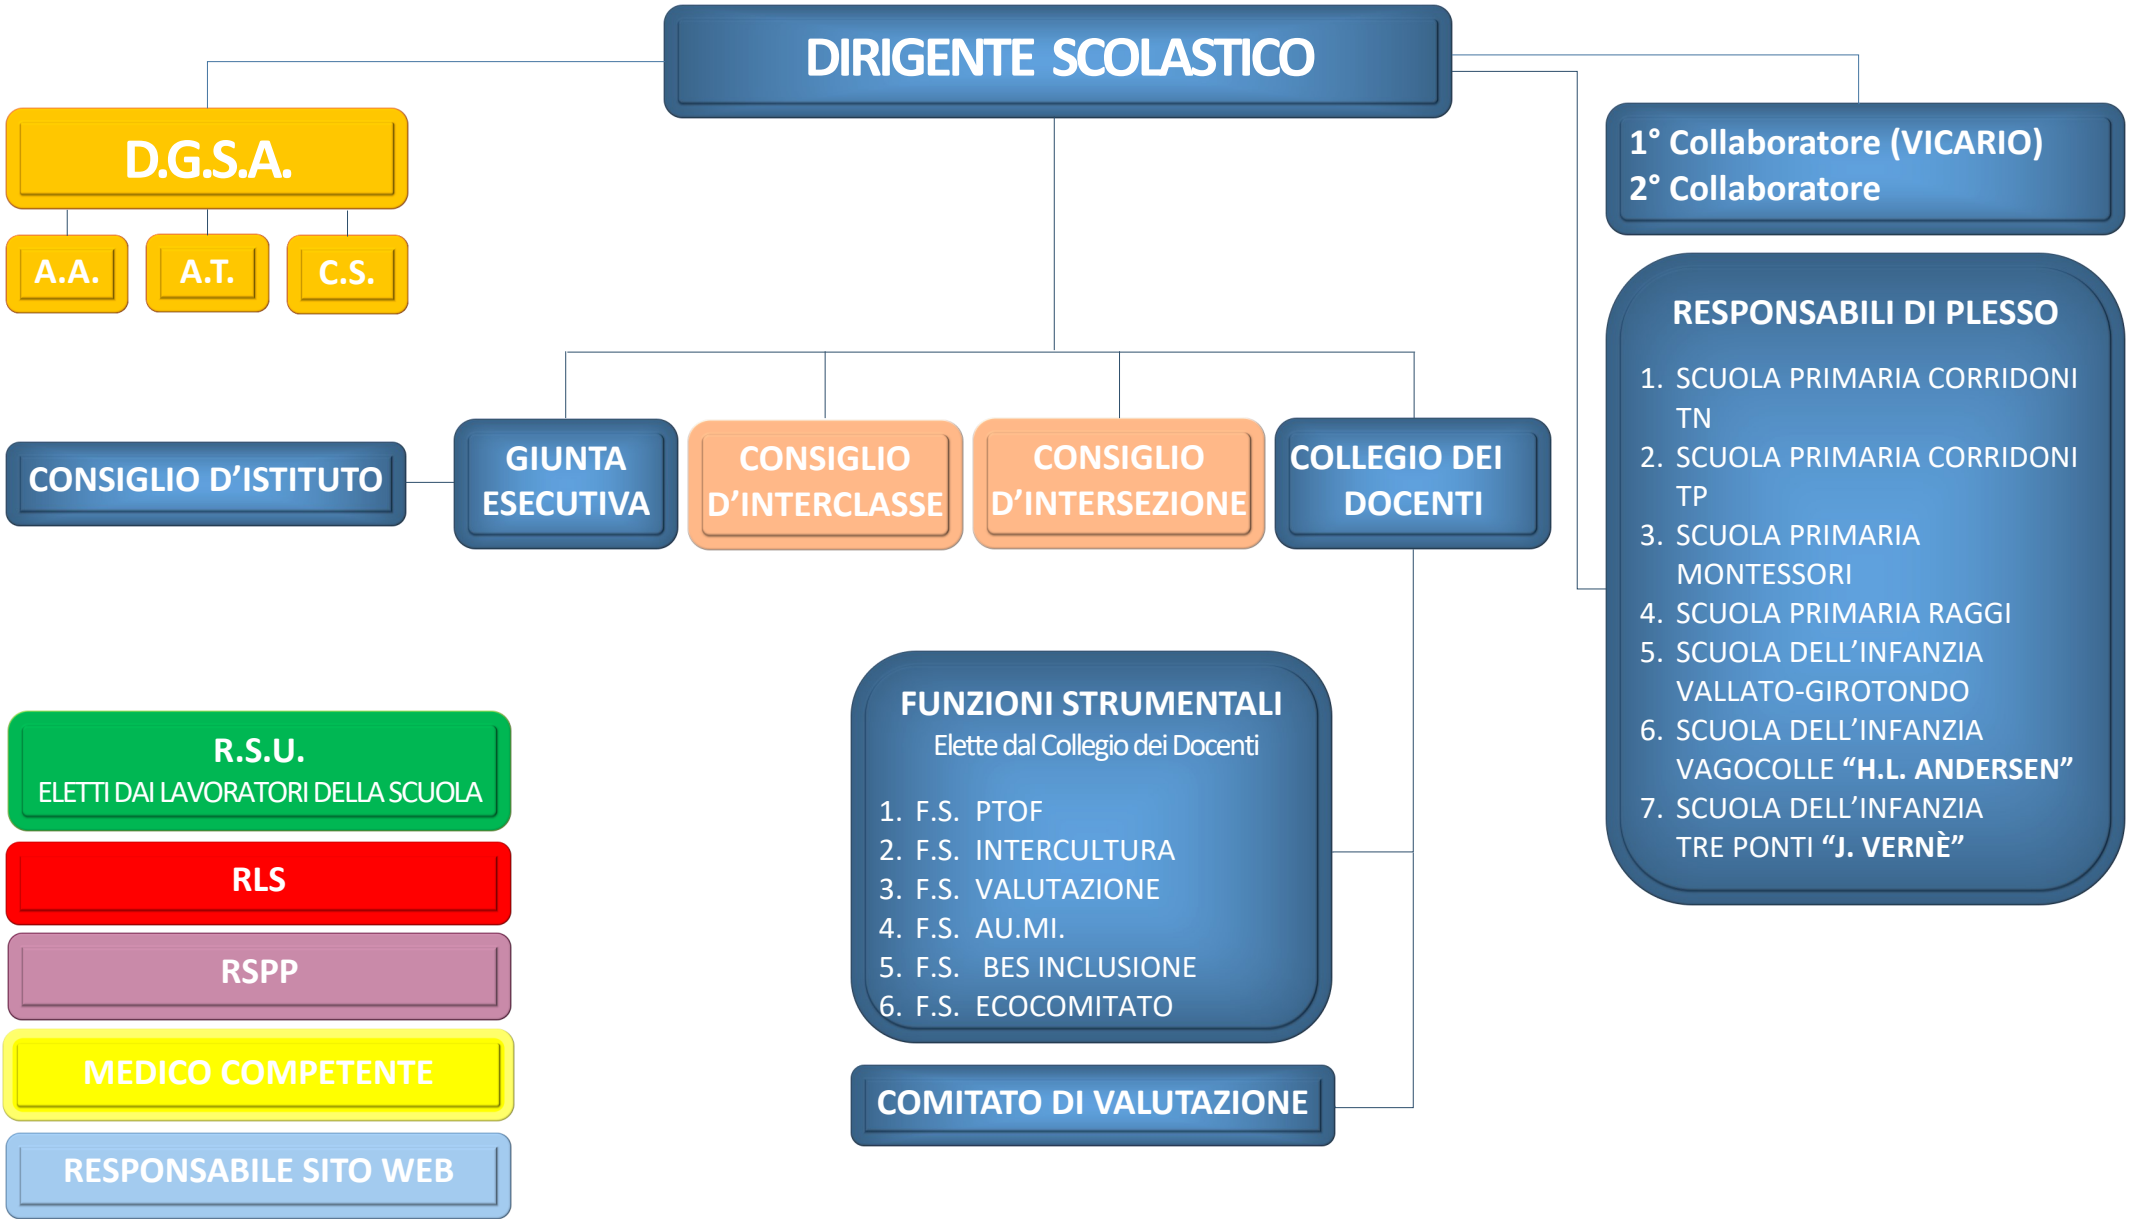 DIRIGENTE SCOLASTICO
D.G.S.A.
A.A.
A.T.
C.S.
1° Collaboratore (VICARIO)
2° Collaboratore
RESPONSABILI DI PLESSO
1. SCUOLA PRIMARIA CORRIDONI
TN
2. SCUOLA PRIMARIA CORRIDONI
TP
3. SCUOLA PRIMARIA
MONTESSORI
4. SCUOLA PRIMARIA RAGGI
5. SCUOLA DELL’INFANZIA
VALLATO-GIROTONDO
6. SCUOLA DELL’INFANZIA
VAGOCOLLE “H.L. ANDERSEN”
7. SCUOLA DELL’INFANZIA
TRE PONTI “J. VERNÈ”
CONSIGLIO D’ISTITUTO
GIUNTA
ESECUTIVA
CONSIGLIO
D’INTERCLASSE
CONSIGLIO
D’INTERSEZIONE
COLLEGIO DEI
DOCENTI
FUNZIONI STRUMENTALI
Elette dal Collegio dei Docenti
1. F.S. PTOF
2. F.S. INTERCULTURA
3. F.S. VALUTAZIONE
4. F.S. AU.MI.
5. F.S. BES INCLUSIONE
6. F.S. ECOCOMITATO
COMITATO DI VALUTAZIONE
R.S.U.
ELETTI DAI LAVORATORI DELLA SCUOLA
RLS
RSPP
MEDICO COMPETENTE
RESPONSABILE SITO WEB